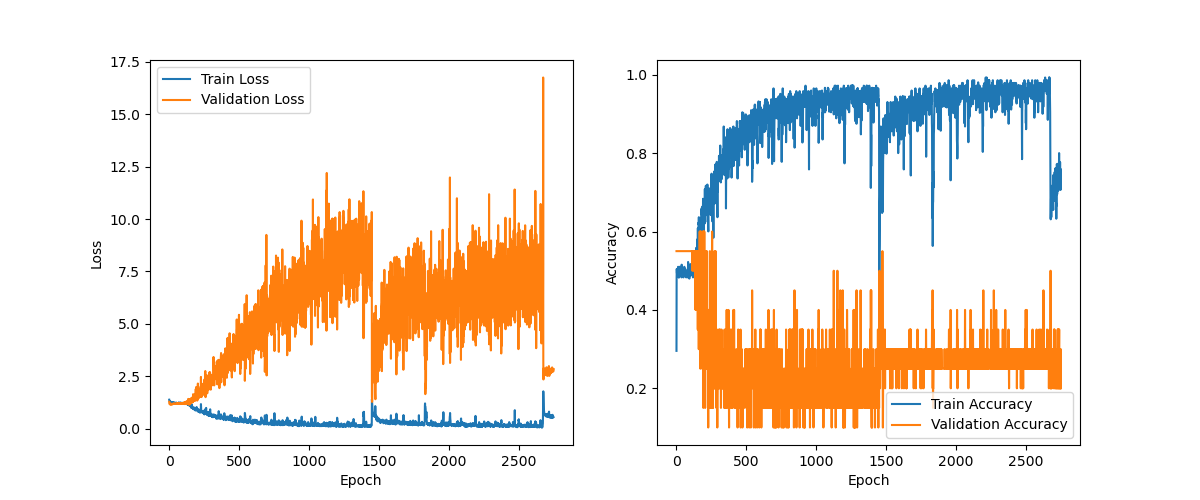 Train Loss
Validation Loss
Loss
17.5
15.0
12.5
10.0
7.5
5.0
2.5
0.0
0 500 1000 1500 2000 2500
Epoch
Accuracy
1.0
0.8
0.6
0.4
0.2
Train Accuracy
Validation Accuracy
0 500 1000 1500 2000 2500
Epoch